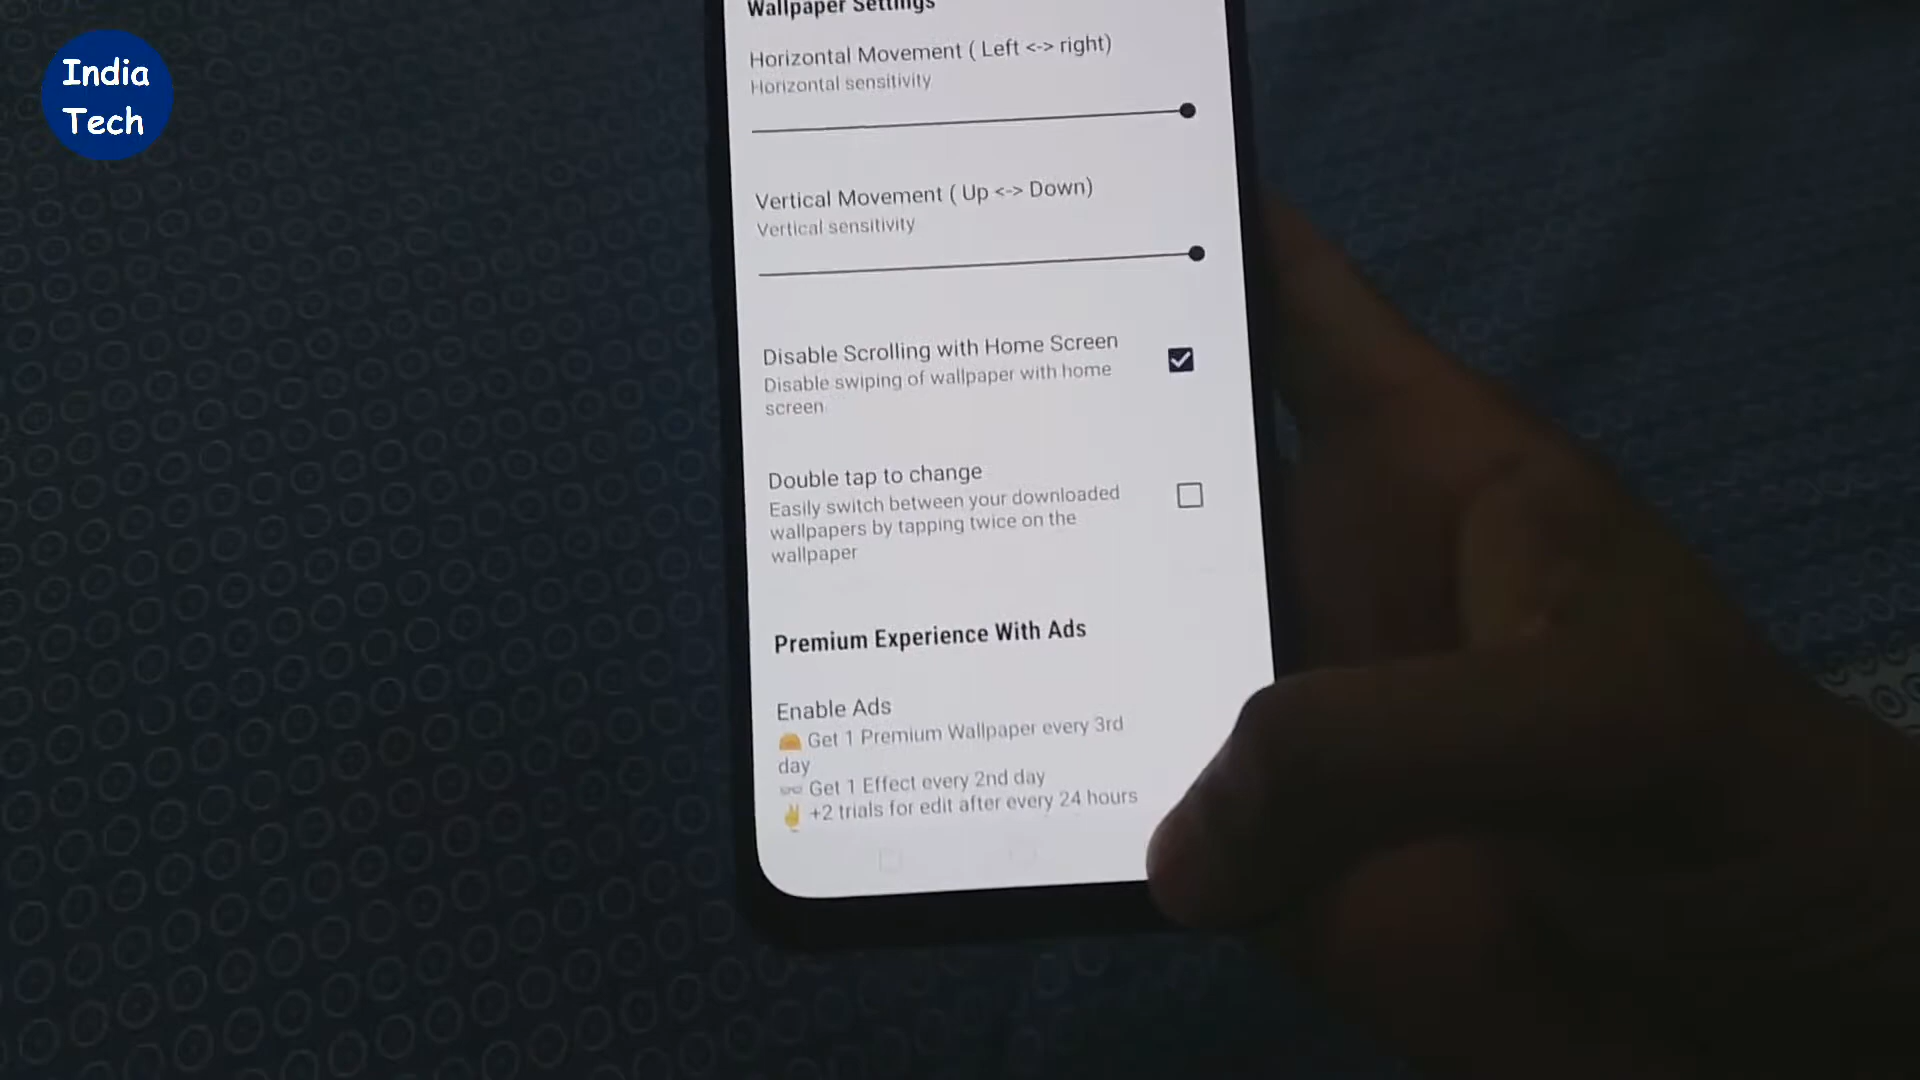 India
Tech
Wallpaper Settings
Horizontal Movement ( Left <-> right)
Horizontal sensitivity
Vertical Movement ( Up <-> Down)
Vertical sensitivity
Disable Scrolling with Home Screen
Disable swiping of wallpaper with home
screen
Double tap to change
Easily switch between your downloaded
wallpapers by tapping twice on the
wallpaper
Premium Experience With Ads
Enable Ads
Get 1 Premium Wallpaper every 3rd
day
Get 1 Effect every 2nd day
+2 trials for edit after every 24 hours